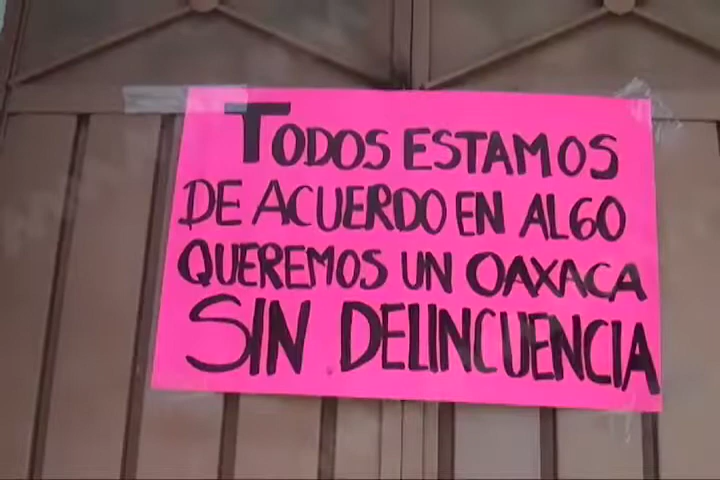 TODOS ESTAMOS
DE ACUERDO EN ALGO
QUEREMOS UN OAXACA
SIN DELINCUENCIA